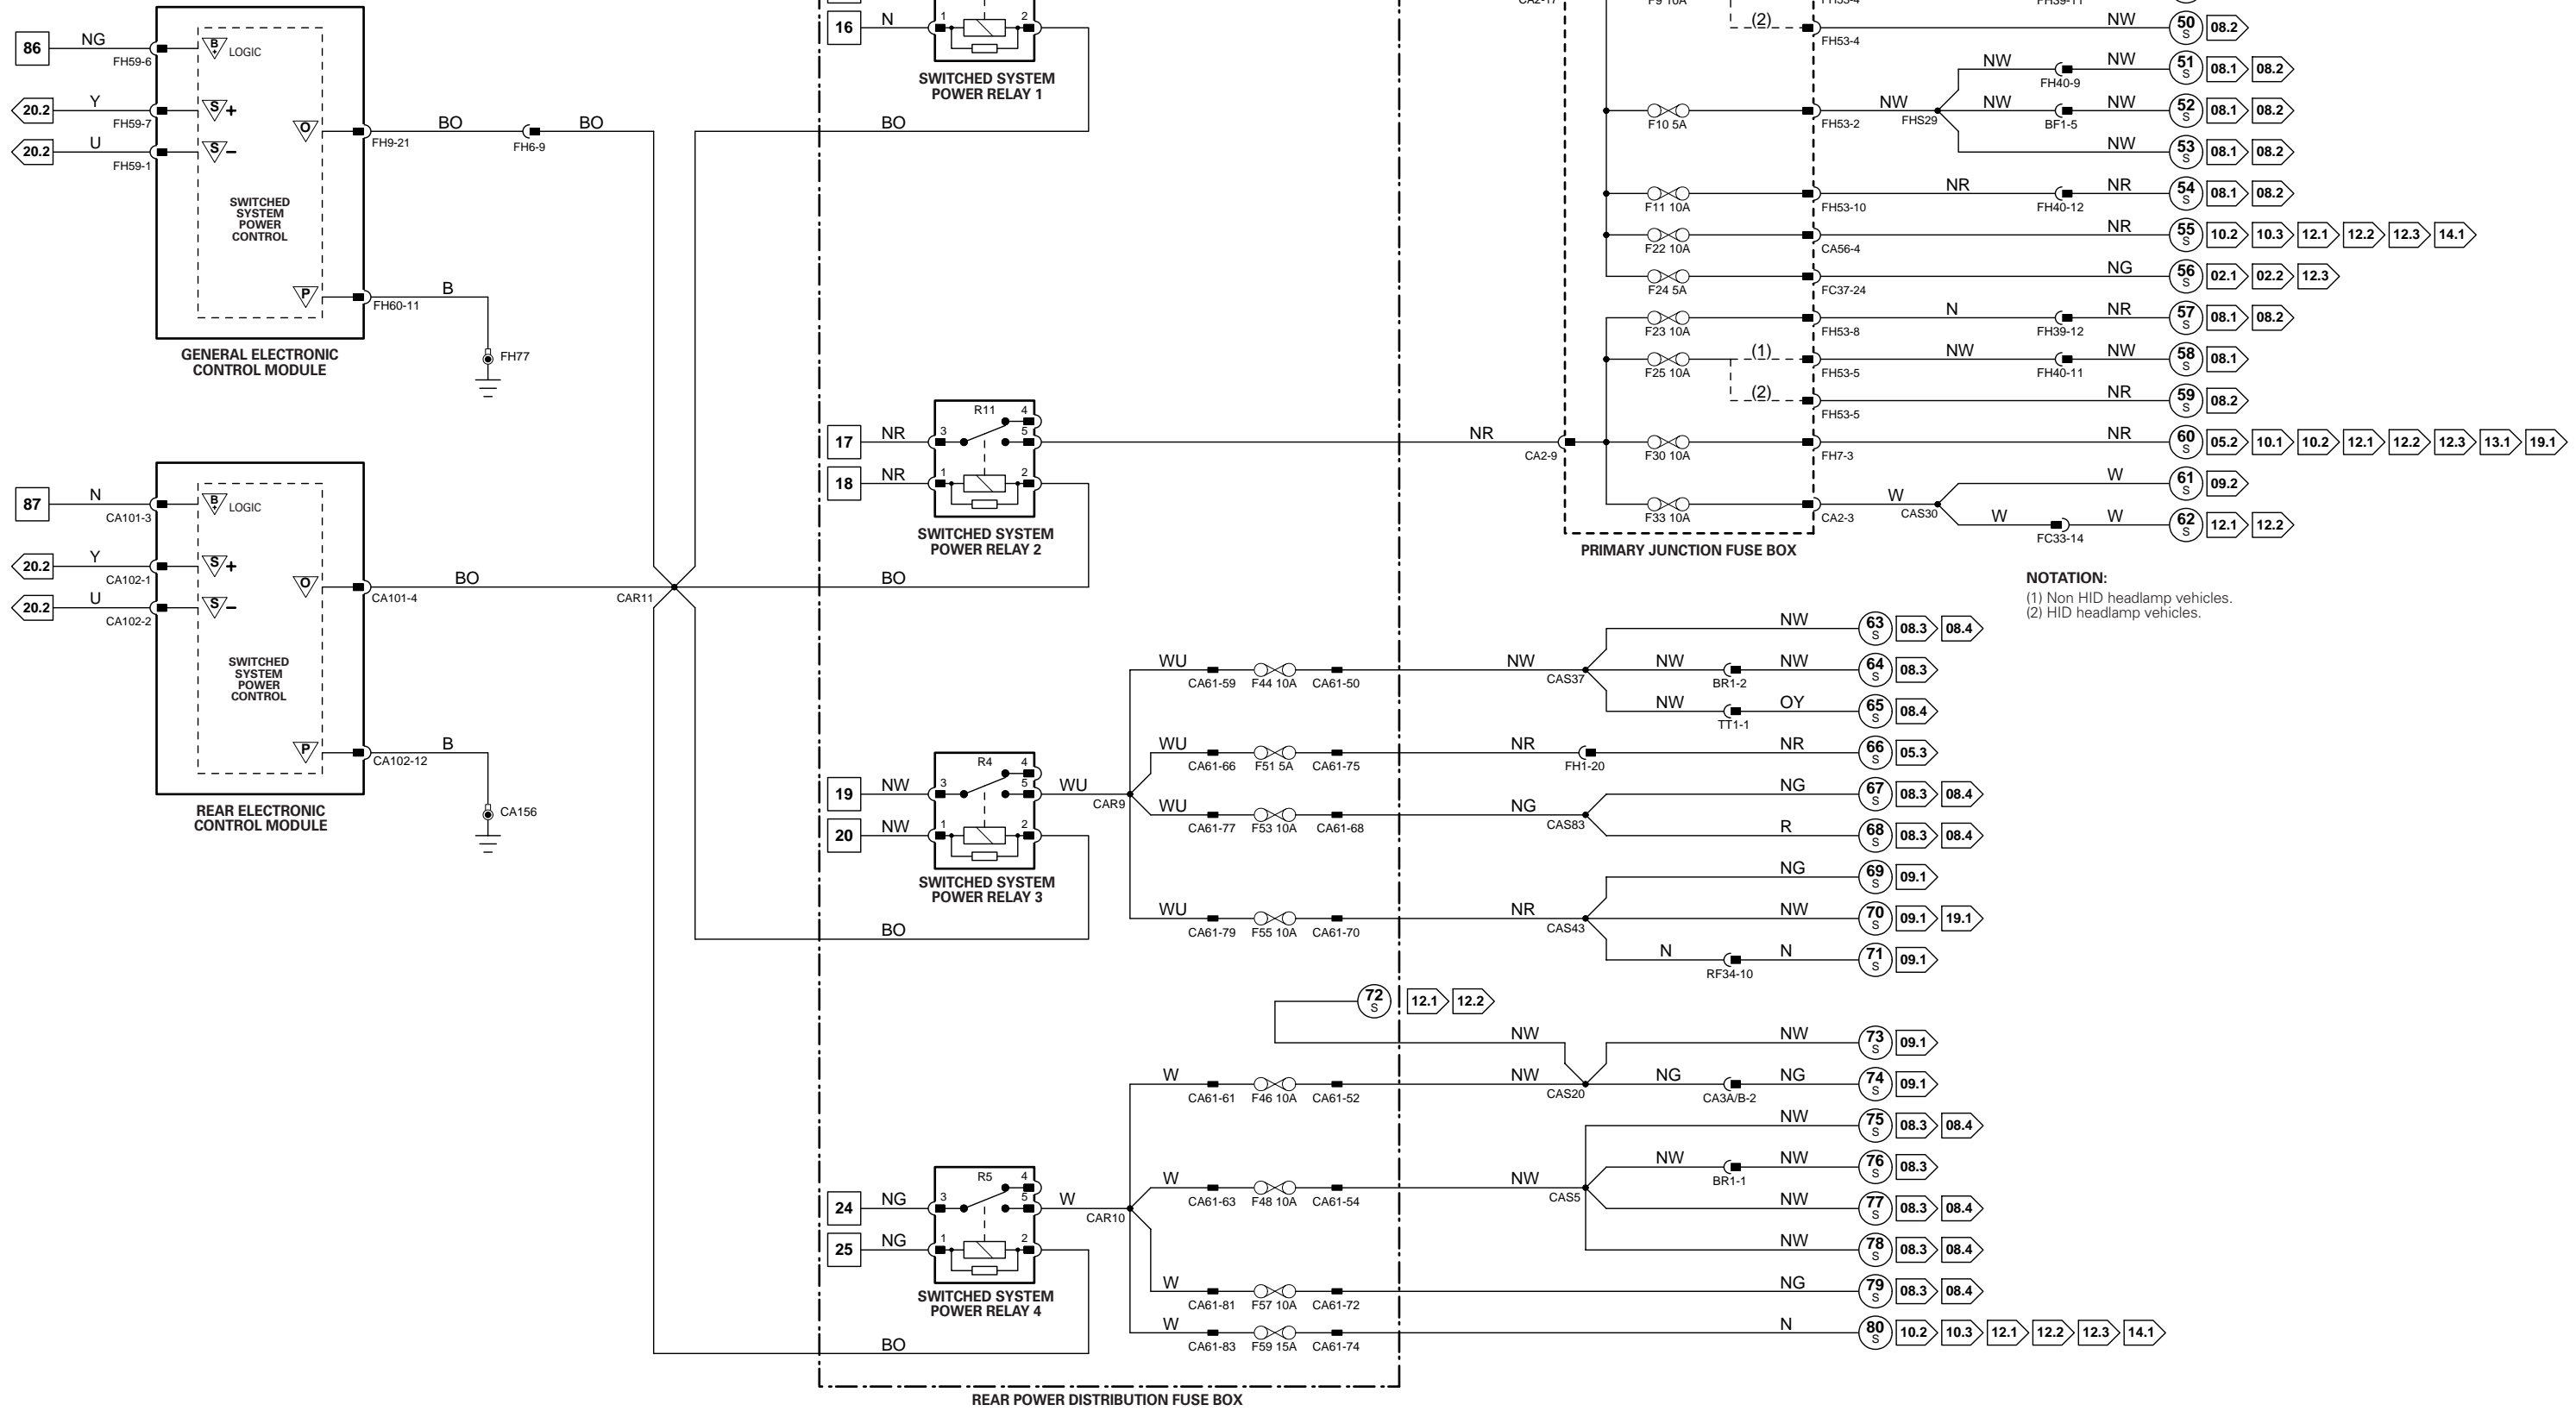 86
NG
FH59-6
B
+
LOGIC
20.2
Y
FH59-7
S
+
20.2
U
FH59-1
S
–
O
FH9-21
BO
FH6-9
BO
SWITCHED
SYSTEM
POWER
CONTROL
P
FH60-11
B
FH77
GENERAL ELECTRONIC
CONTROL MODULE
87
N
CA101-3
B
+
LOGIC
20.2
Y
CA102-1
S
+
20.2
U
CA102-2
S
–
O
CA101-4
BO
CAR11
SWITCHED
SYSTEM
POWER
CONTROL
P
CA102-12
B
CA156
REAR ELECTRONIC
CONTROL MODULE
16
N
1
2
SWITCHED SYSTEM
POWER RELAY 1
BO
17
NR
R11
3
4
5
18
NR
1
2
SWITCHED SYSTEM
POWER RELAY 2
BO
NR
CA2-9
19
NW
R4
3
4
5
WU
CAR9
20
NW
1
2
SWITCHED SYSTEM
POWER RELAY 3
BO
24
NG
R5
3
4
5
W
CAR10
25
NG
1
2
SWITCHED SYSTEM
POWER RELAY 4
BO
REAR POWER DISTRIBUTION FUSE BOX
(2)
FH53-4
NW
50
S
08.2
NW
FH40-9
NW
51
S
08.1
08.2
F10 5A
FH53-2
NW
FHS29
NW
BF1-5
NW
52
S
08.1
08.2
NW
53
S
08.1
08.2
F11 10A
FH53-10
NR
FH40-12
NR
54
S
08.1
08.2
F22 10A
CA56-4
NR
55
S
10.2
10.3
12.1
12.2
12.3
14.1
F24 5A
FC37-24
NG
56
S
02.1
02.2
12.3
F23 10A
FH53-8
N
FH39-12
NR
57
S
08.1
08.2
F25 10A
(1)
FH53-5
NW
FH40-11
NW
58
S
08.1
(2)
FH53-5
NR
59
S
08.2
F30 10A
FH7-3
NR
60
S
05.2
10.1
10.2
12.1
12.2
12.3
13.1
19.1
F33 10A
CA2-3
W
CAS30
W
61
S
09.2
W
FC33-14
W
62
S
12.1
12.2
PRIMARY JUNCTION FUSE BOX
NOTATION:
(1) Non HID headlamp vehicles.
(2) HID headlamp vehicles.
NW
63
S
08.3
08.4
WU
CA61-59
F44 10A
CA61-50
NW
CAS37
NW
BR1-2
NW
64
S
08.3
NW
TT1-1
OY
65
S
08.4
WU
CA61-66
F51 5A
CA61-75
NR
FH1-20
NR
66
S
05.3
WU
CA61-77
F53 10A
CA61-68
NG
CAS83
NG
67
S
08.3
08.4
R
68
S
08.3
08.4
NG
69
S
09.1
WU
CA61-79
F55 10A
CA61-70
NR
CAS43
NW
70
S
09.1
19.1
N
RF34-10
N
71
S
09.1
72
S
12.1
12.2
NW
NW
73
S
09.1
W
CA61-61
F46 10A
CA61-52
NW
CAS20
NG
CA3A/B-2
NG
74
S
09.1
NW
75
S
08.3
08.4
NW
BR1-1
NW
76
S
08.3
W
CA61-63
F48 10A
CA61-54
NW
CAS5
NW
77
S
08.3
08.4
NW
78
S
08.3
08.4
W
CA61-81
F57 10A
CA61-72
NG
79
S
08.3
08.4
W
CA61-83
F59 15A
CA61-74
N
80
S
10.2
10.3
12.1
12.2
12.3
14.1